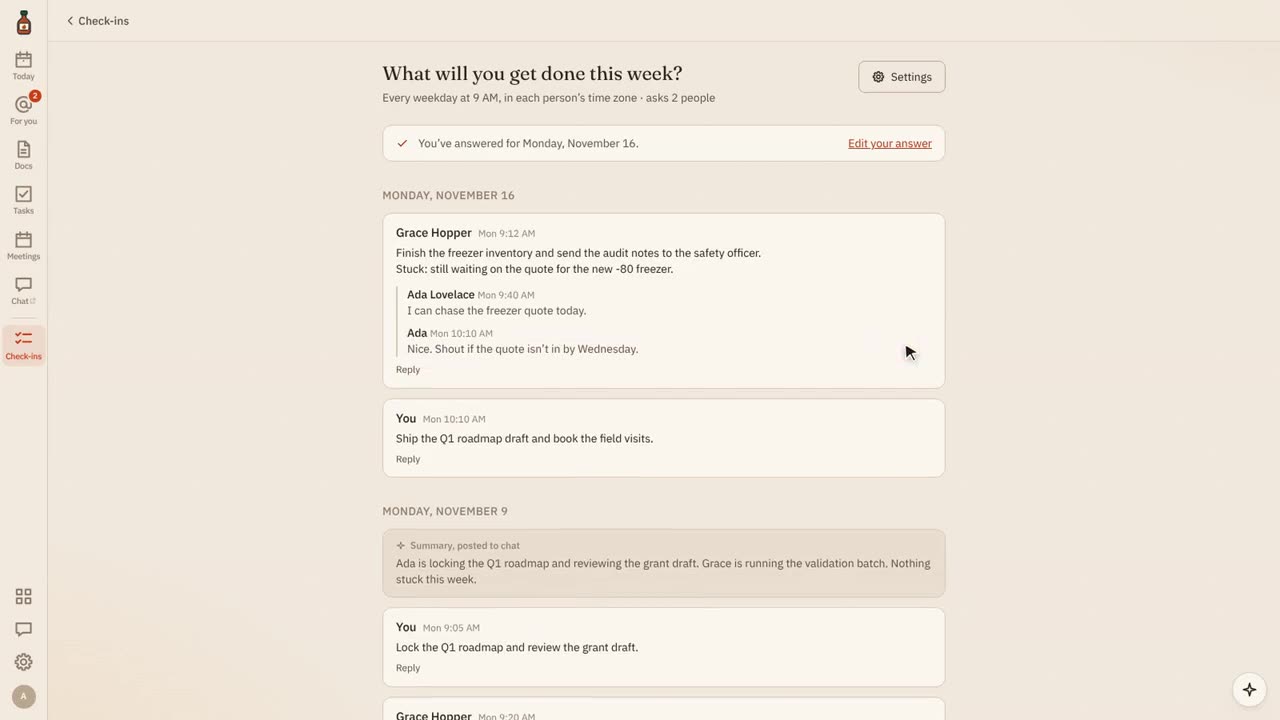 Check-ins
Today
2
For you
Docs
Tasks
Meetings
Chat
Check-ins
A
What will you get done this week?
Settings
Every weekday at 9 AM, in each person's time zone · asks 2 people
You've answered for Monday, November 16.
Edit your answer
MONDAY, NOVEMBER 16
Grace Hopper Mon 9:12 AM
Finish the freezer inventory and send the audit notes to the safety officer.
Stuck: still waiting on the quote for the new -80 freezer.
Ada Lovelace Mon 9:40 AM
I can chase the freezer quote today.
Ada Mon 10:10 AM
Nice. Shout if the quote isn't in by Wednesday.
Reply
You Mon 10:10 AM
Ship the Q1 roadmap draft and book the field visits.
Reply
MONDAY, NOVEMBER 9
Summary, posted to chat
Ada is locking the Q1 roadmap and reviewing the grant draft. Grace is running the validation batch. Nothing
stuck this week.
You Mon 9:05 AM
Lock the Q1 roadmap and review the grant draft.
Reply
Grace Hopper Mon 9:20 AM